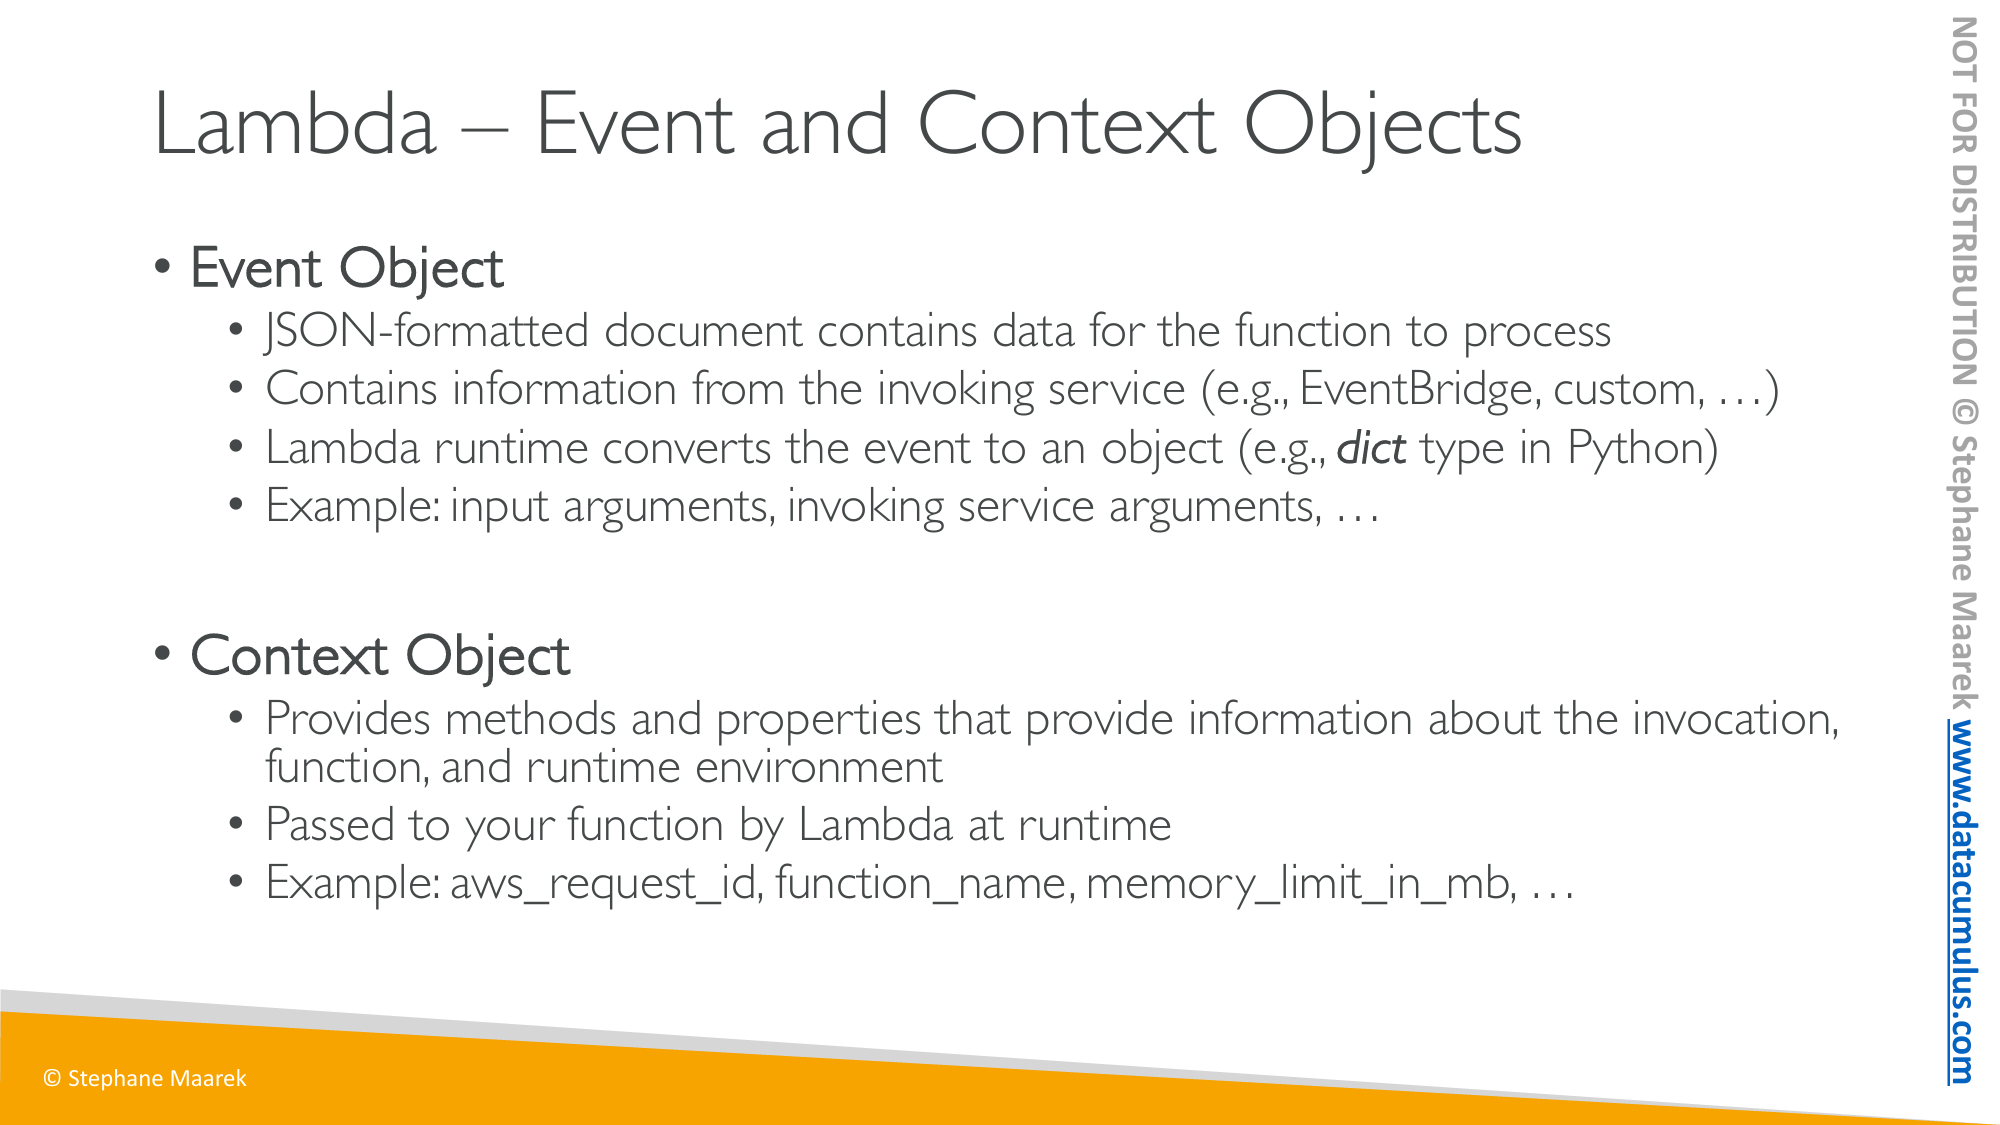 Lambda – Event and Context Objects
• Event Object
• JSON-formatted document contains data for the function to process
• Contains information from the invoking service (e.g., EventBridge, custom, …)
• Lambda runtime converts the event to an object (e.g., dict type in Python)
• Example: input arguments, invoking service arguments, …
• Context Object
• Provides methods and properties that provide information about the invocation,
function, and runtime environment
• Passed to your function by Lambda at runtime
• Example: aws_request_id, function_name, memory_limit_in_mb, …
© Stephane Maarek
NOT FOR DISTRIBUTION © Stephane Maarek www.datacumulus.com